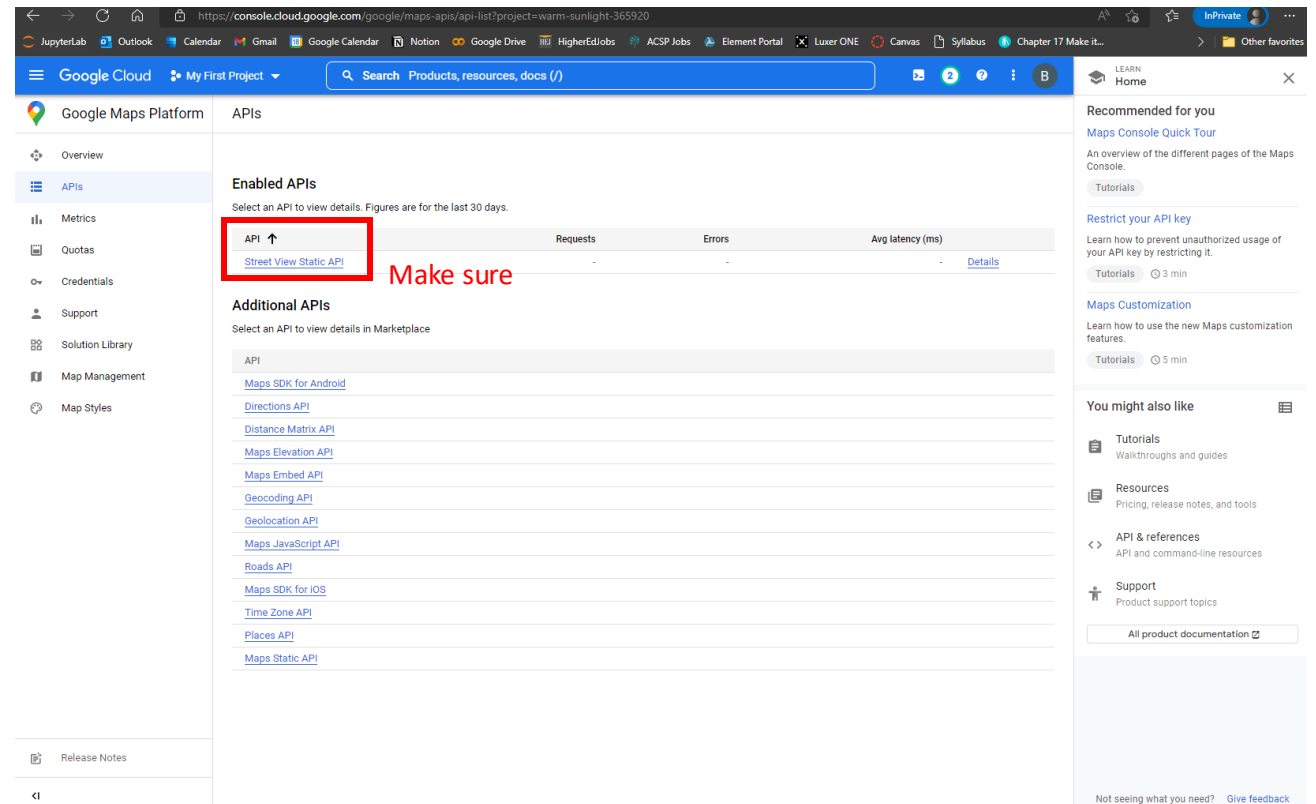 https://console.cloud.google.com/google/maps-apis/api-list?project=warm-sunlight-365920
InPrivate
JupyterLab Outlook Calendar Gmail Google Calendar Notion Google Drive HigherEdJobs ACSP Jobs Element Portal Luxer ONE Canvas Syllabus Chapter 17 Make it... Other favorites
Google Cloud My First Project Search Products, resources, docs (/) 2 B
LEARN
Home
Google Maps Platform
APIs
Overview
APIs
Metrics
Quotas
Credentials
Support
Solution Library
Map Management
Map Styles
Release Notes
Enabled APIs
Select an API to view details. Figures are for the last 30 days.
API Requests Errors Avg latency (ms)
Street View Static API - - - Details
Make sure
Additional APIs
Select an API to view details in Marketplace
API
Maps SDK for Android
Directions API
Distance Matrix API
Maps Elevation API
Maps Embed API
Geocoding API
Geolocation API
Maps JavaScript API
Roads API
Maps SDK for iOS
Time Zone API
Places API
Maps Static API
Recommended for you
Maps Console Quick Tour
An overview of the different pages of the Maps
Console.
Tutorials
Restrict your API key
Learn how to prevent unauthorized usage of
your API key by restricting it.
Tutorials 3 min
Maps Customization
Learn how to use the new Maps customization
features.
Tutorials 5 min
You might also like
Tutorials
Walkthroughs and guides
Resources
Pricing, release notes, and tools
API & references
API and command-line resources
Support
Product support topics
All product documentation
Not seeing what you need? Give feedback